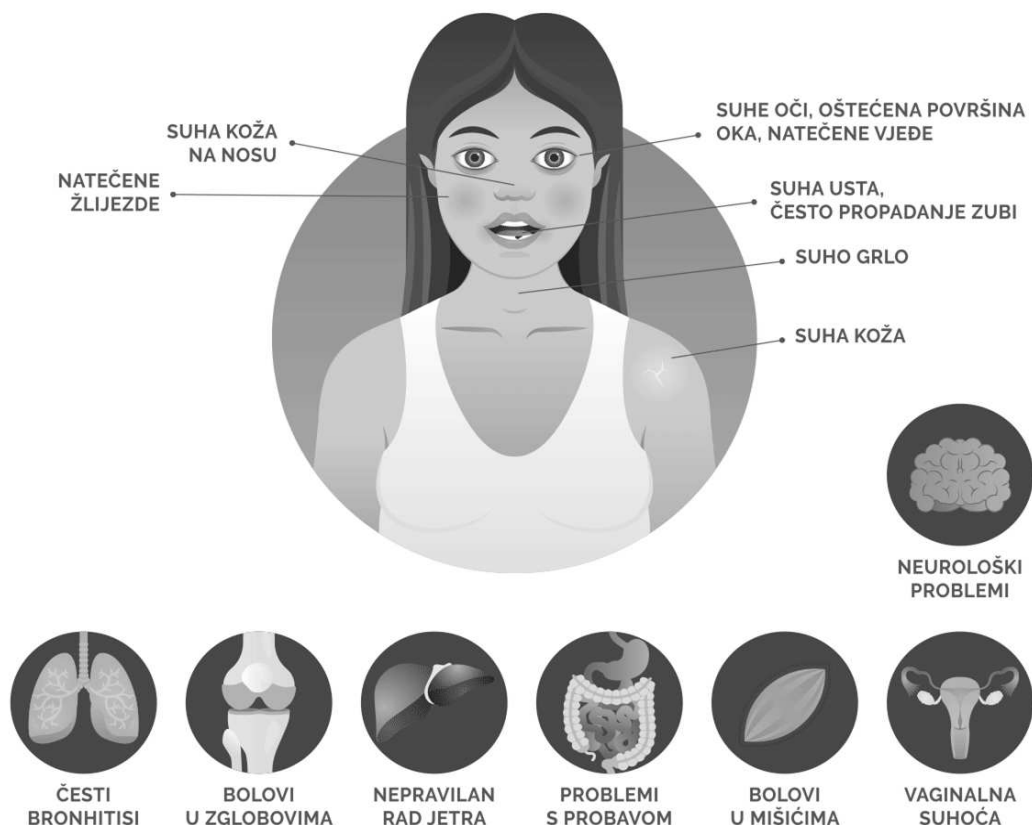 SUHA KOŽA
NA NOSU
NATEČENE
ŽLIJEZDE
SUHE OČI, OŠTEĆENA POVRŠINA
OKA, NATEČENE VJEĐE
SUHA USTA,
ČESTO PROPADANJE ZUBI
SUHO GRLO
SUHA KOŽA
NEUROLOŠKI
PROBLEMI
ČESTI
BRONHITISI
BOLOVI
U ZGLOBOVIMA
NEPRAVILAN
RAD JETRA
PROBLEMI
S PROBAVOM
BOLOVI
U MIŠIĆIMA
VAGINALNA
SUHOĆA